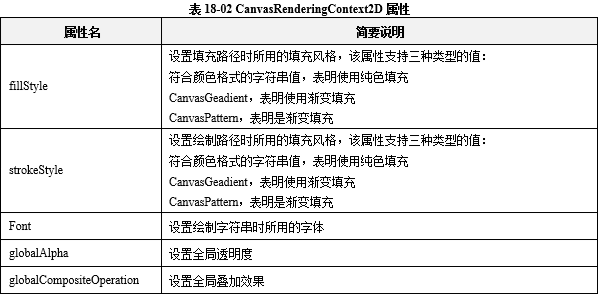 表 18-02 CanvasRenderingContext2D 属性
属性名 简要说明
fillStyle
设置填充路径时所用的填充风格，该属性支持三种类型的值：
符合颜色格式的字符串值，表明使用纯色填充
CanvasGeadient，表明使用渐变填充
CanvasPattern，表明是渐变填充
strokeStyle
设置绘制路径时所用的填充风格，该属性支持三种类型的值：
符合颜色格式的字符串值，表明使用纯色填充
CanvasGeadient，表明使用渐变填充
CanvasPattern，表明是渐变填充
Font 设置绘制字符串时所用的字体
globalAlpha 设置全局透明度
globalCompositeOperation 设置全局叠加效果